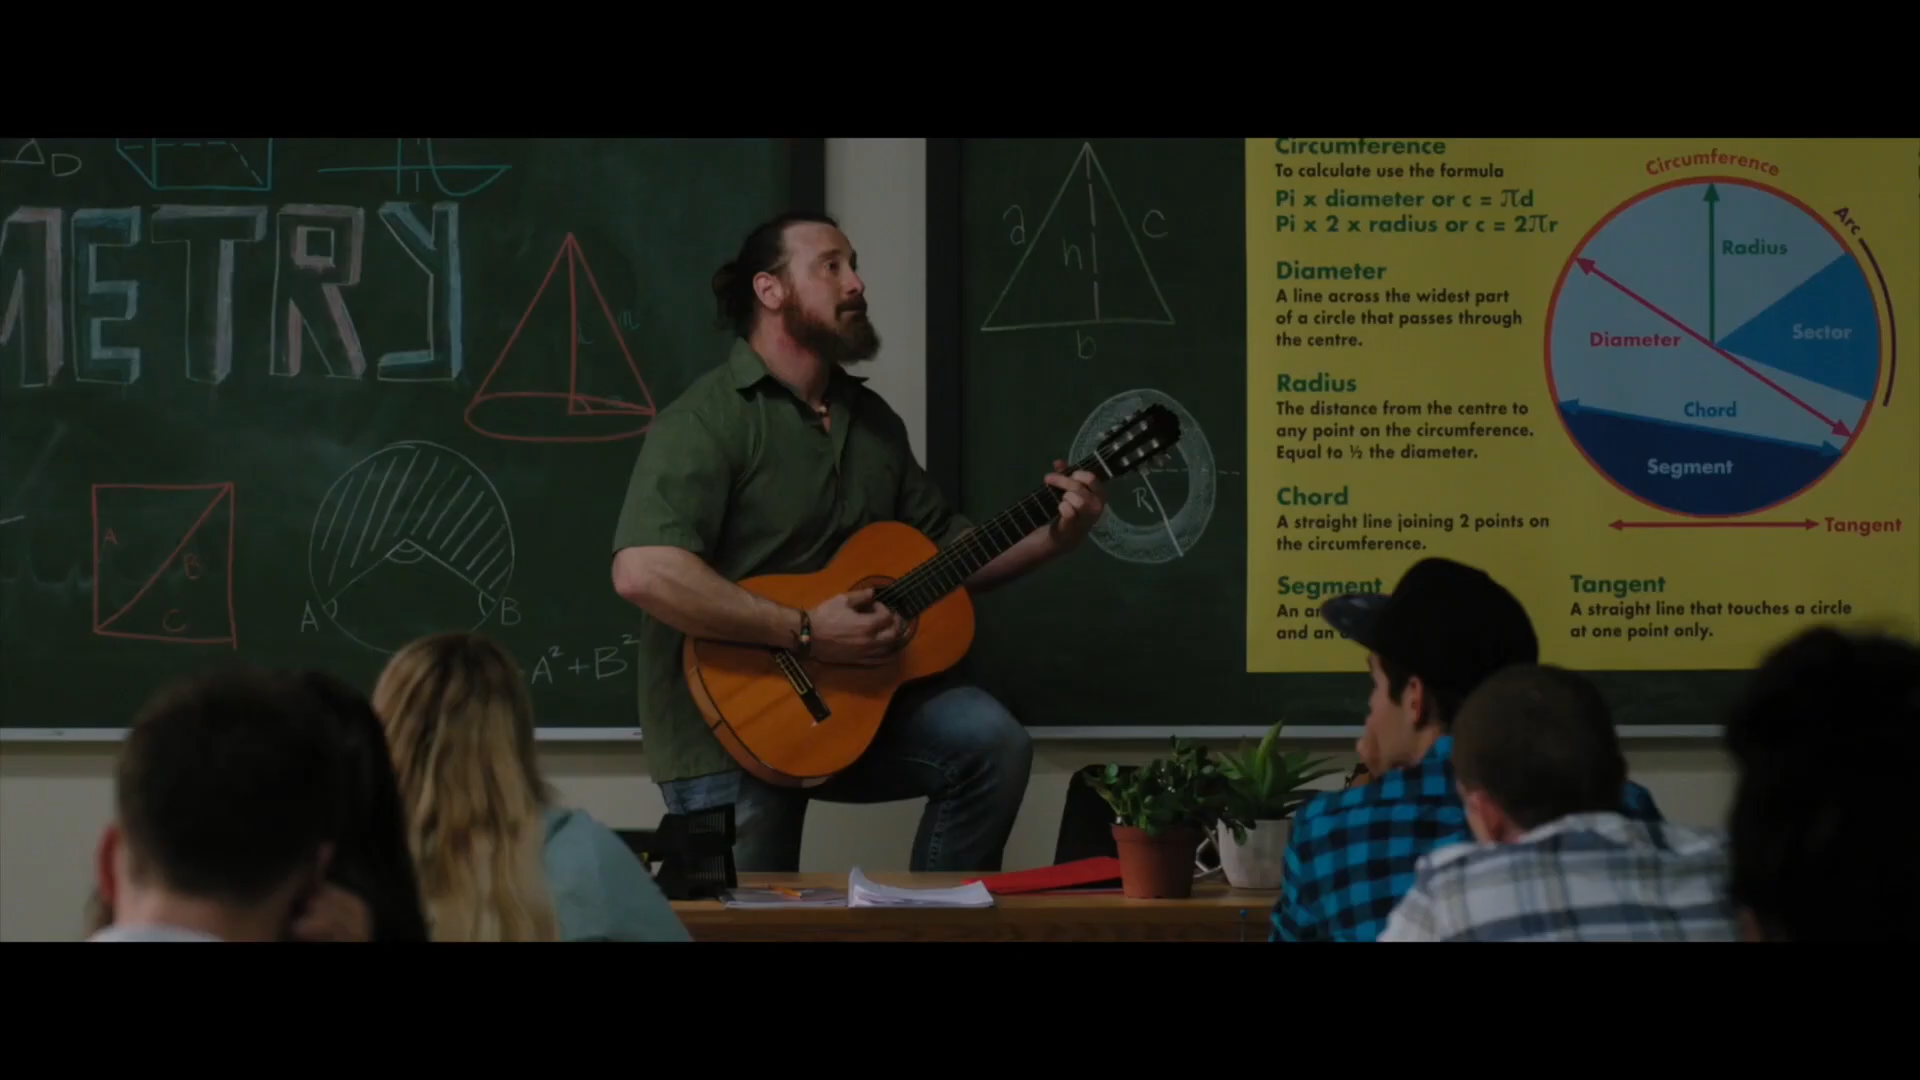 D
METRY
a
c
h
b
R
A
B
C
A
B
A² + B²
Circumference
To calculate use the formula
Pi x diameter or c = πd
Pi x 2 x radius or c = 2πr
Diameter
A line across the widest part
of a circle that passes through
the centre.
Radius
The distance from the centre to
any point on the circumference.
Equal to ½ the diameter.
Chord
A straight line joining 2 points on
the circumference.
Segment
An
and an
Circumference
Arc
Radius
Sector
Diameter
Chord
Segment
Tangent
Tangent
A straight line that touches a circle
at one point only.